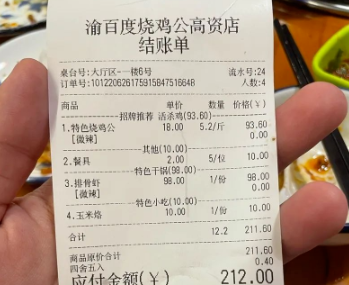 渝百度烧鸡公高资店
结账单
桌台号:大厅区-一楼6号 流水号:24
订单号:101220628175915B4751664B 人数:4
商品 单价 数量 价格(¥)
招牌推荐 活杀鸡(93.60)
1.特色烧鸡公 18.00 5.2/斤 93.60
[微辣] 0.00
其他(10.00)
2.餐具 2.00 5/位 10.00
特色干锅(98.00)
3.排骨虾 98.00 1/份 98.00
[微辣] 0.00
特色小吃(10.00)
4.玉米烙 10.00 1/份 10.00
合计 12.2 211.60
商品原价合计 211.60
四舍五入 0.40
应付金额(¥) 212.00